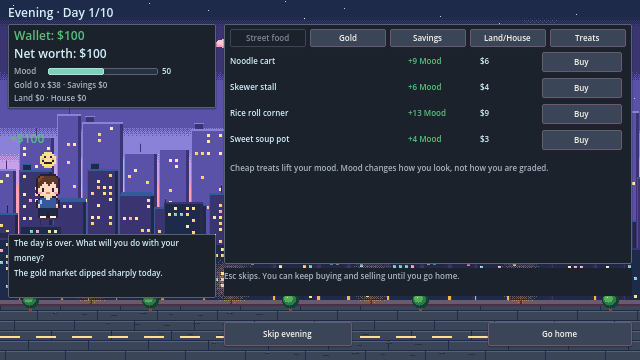 Evening · Day 1/10
Wallet: $100
Net worth: $100
Mood 50
Gold 0 x $38 · Savings $0
Land $0 · House $0
+$100
The day is over. What will you do with your
money?
The gold market dipped sharply today.
Street food Gold Savings Land/House Treats
Noodle cart +9 Mood $6 Buy
Skewer stall +6 Mood $4 Buy
Rice roll corner +13 Mood $9 Buy
Sweet soup pot +4 Mood $3 Buy
Cheap treats lift your mood. Mood changes how you look, not how you are graded.
Esc skips. You can keep buying and selling until you go home.
Skip evening Go home